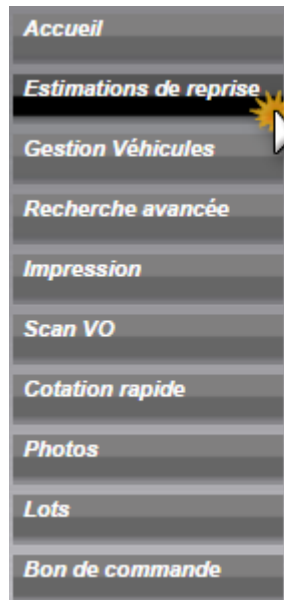 Accueil
Estimations de reprise
Gestion Véhicules
Recherche avancée
Impression
Scan VO
Cotation rapide
Photos
Lots
Bon de commande